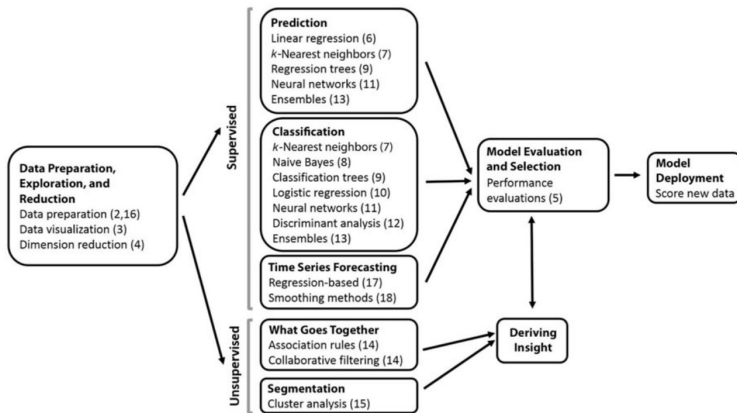 Data Preparation,
Exploration, and
Reduction
Data preparation (2,16)
Data visualization (3)
Dimension reduction (4)
Supervised
Prediction
Linear regression (6)
k-Nearest neighbors (7)
Regression trees (9)
Neural networks (11)
Ensembles (13)
Classification
k-Nearest neighbors (7)
Naive Bayes (8)
Classification trees (9)
Logistic regression (10)
Neural networks (11)
Discriminant analysis (12)
Ensembles (13)
Time Series Forecasting
Regression-based (17)
Smoothing methods (18)
Unsupervised
What Goes Together
Association rules (14)
Collaborative filtering (14)
Segmentation
Cluster analysis (15)
Model Evaluation
and Selection
Performance
evaluations (5)
Deriving
Insight
Model
Deployment
Score new data